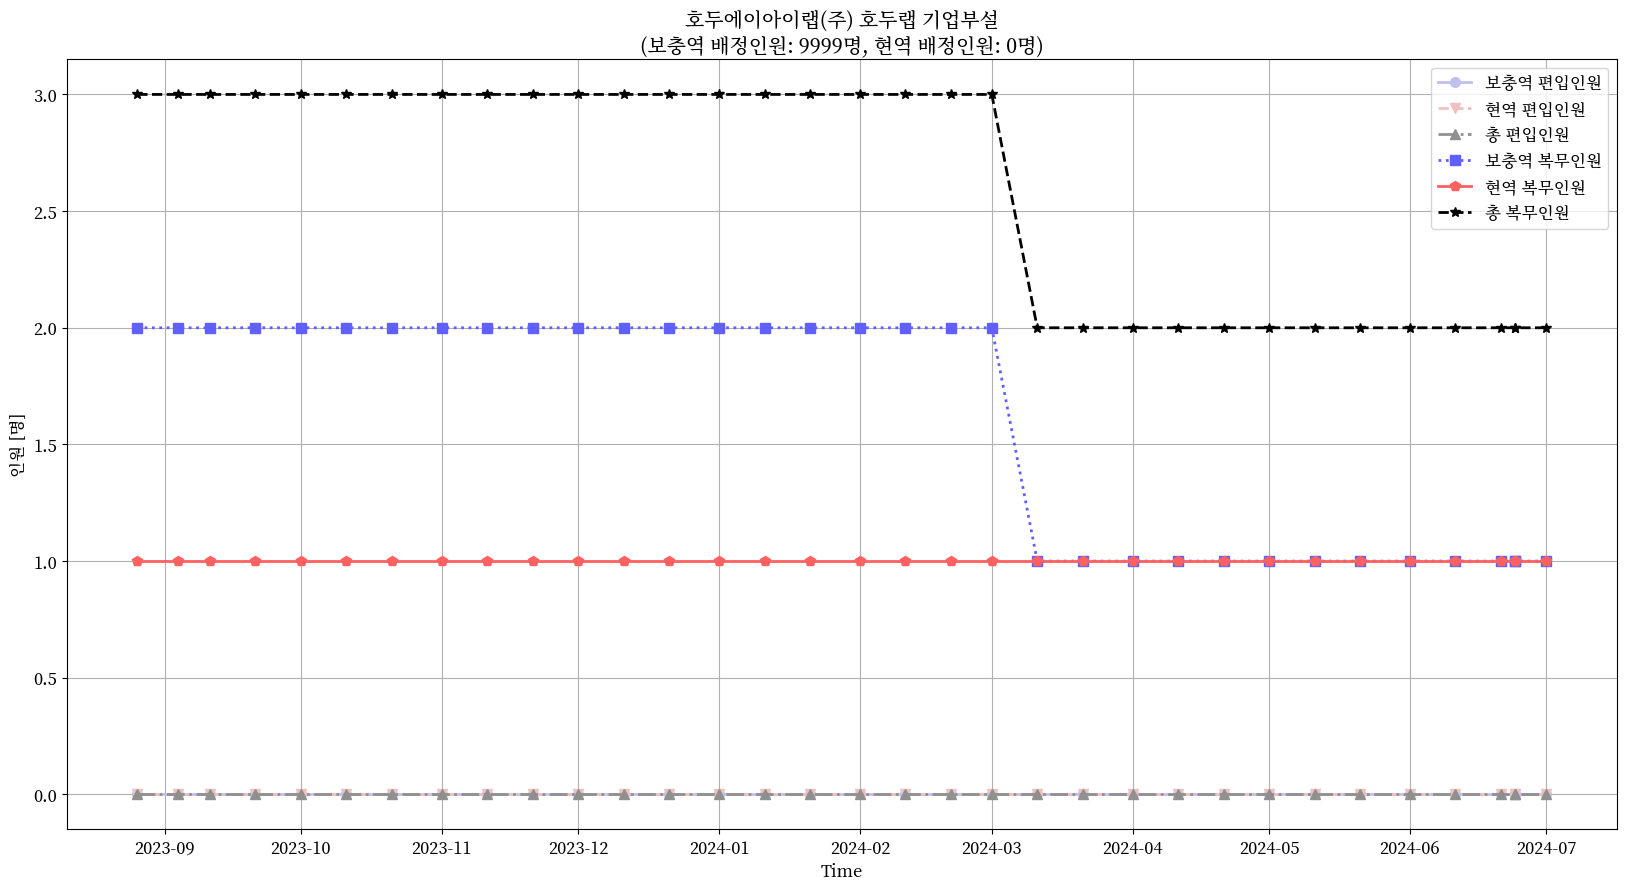 호두에이아이랩(주) 호두랩 기업부설
(보충역 배정인원: 9999명, 현역 배정인원: 0명)
보충역 편입인원
현역 편입인원
총 편입인원
보충역 복무인원
현역 복무인원
총 복무인원
인원 [명]
3.0
2.5
2.0
1.5
1.0
0.5
0.0
2023-09 2023-10 2023-11 2023-12 2024-01 2024-02 2024-03 2024-04 2024-05 2024-06 2024-07
Time